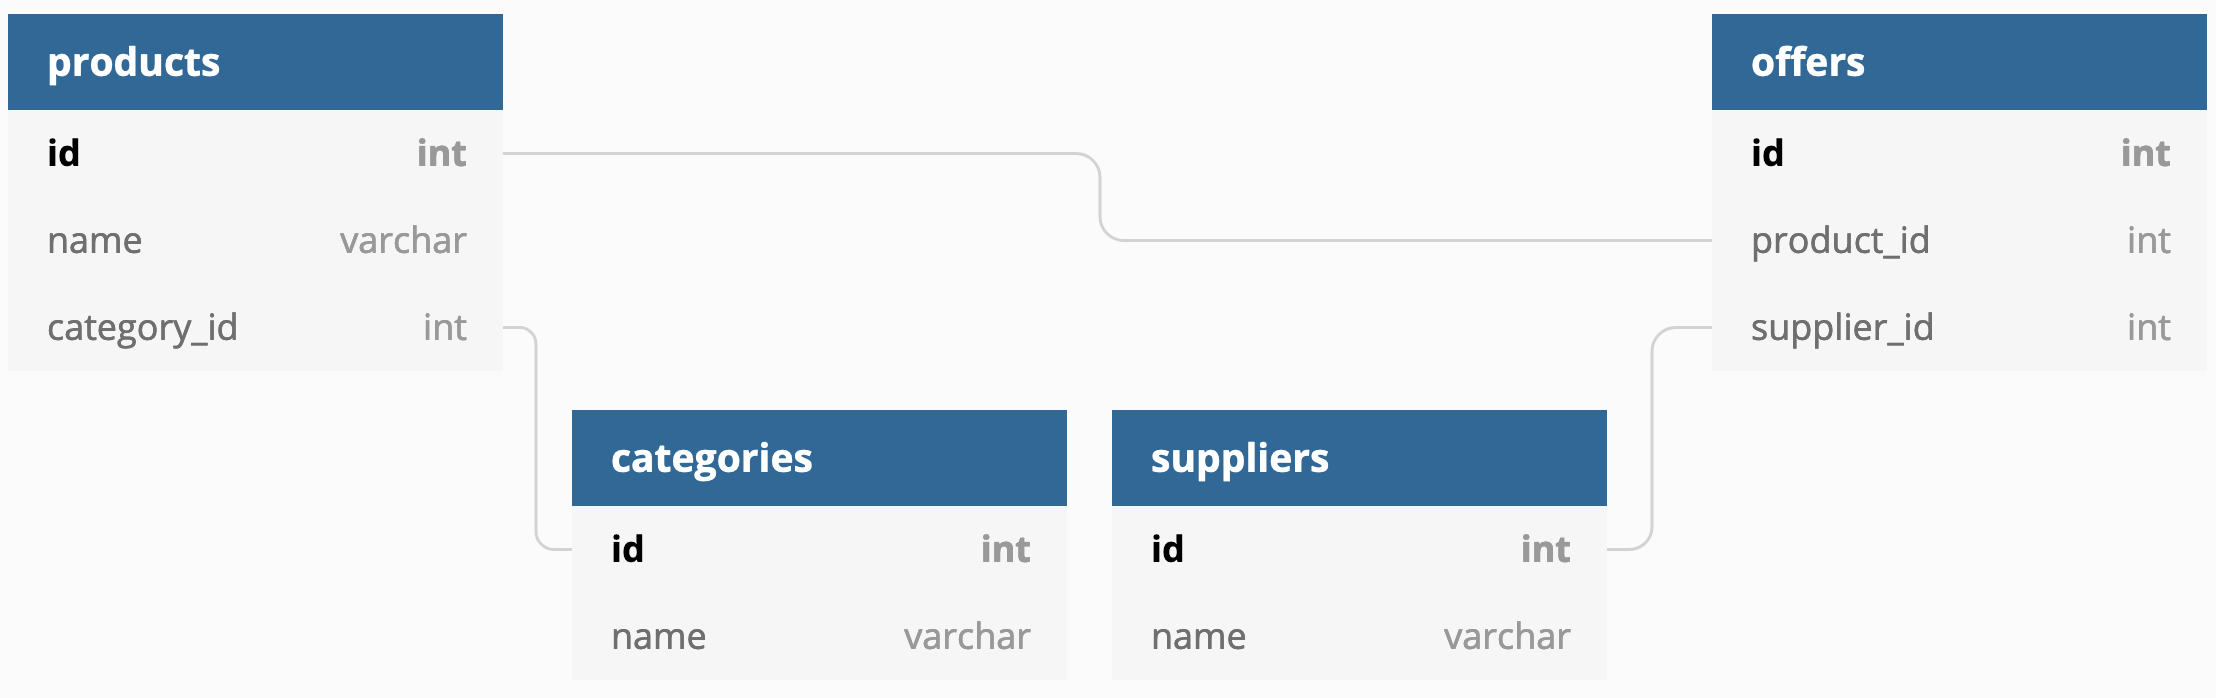 products
id int
name varchar
category_id int
offers
id int
product_id int
supplier_id int
categories
id int
name varchar
suppliers
id int
name varchar